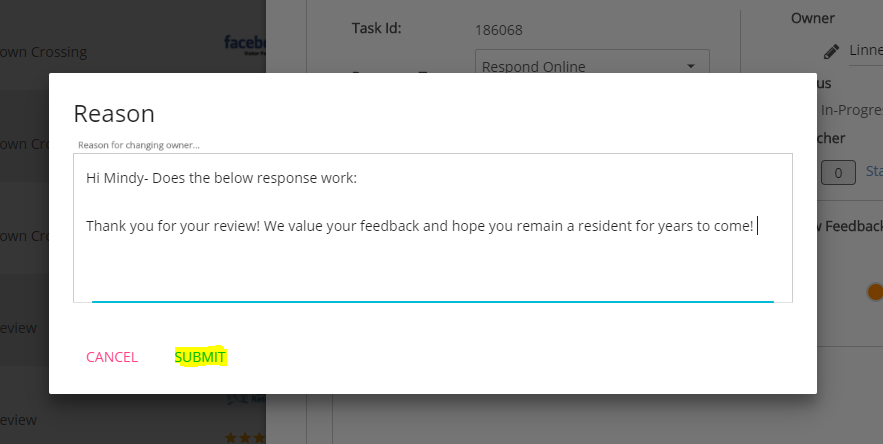 Task Id:
186068
Owner
own Crossing
faceb
Linne
Respond Online
us
In-Progre
Reason
Reason for changing owner...
cher
own Cr
Hi Mindy- Does the below response work:
0
Sta
Thank you for your review! We value your feedback and hope you remain a resident for years to come!
own Cre
w Feedback
eview
CANCEL
SUBMIT
eview